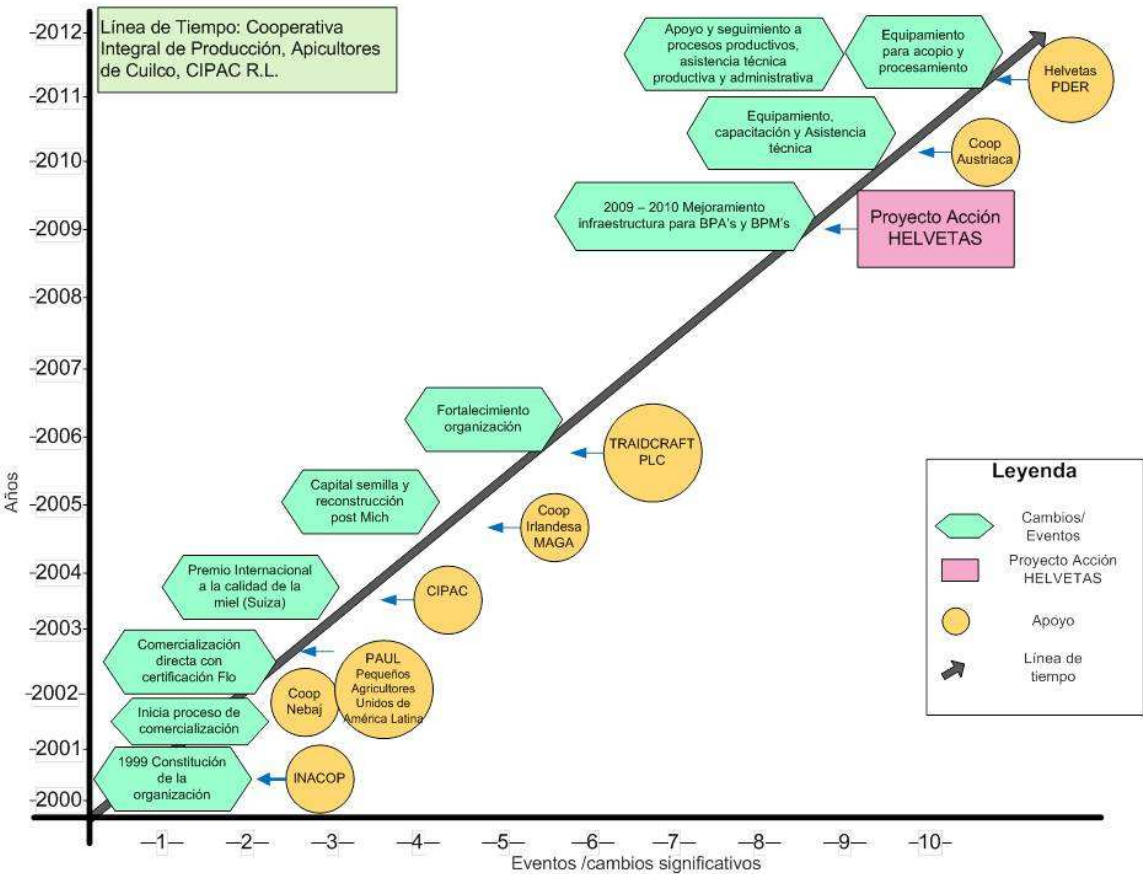 Línea de Tiempo: Cooperativa
Integral de Producción, Apicultores
de Cuilco, CIPAC R.L.
Años
2012
2011
2010
2009
2008
2007
2006
2005
2004
2003
2002
2001
2000
Apoyo y seguimiento a
procesos productivos,
asistencia técnica
productiva y administrativa
Equipamiento
para acopio y
procesamiento
Helvetas
PDER
Equipamiento,
capacitación y Asistencia
técnica
Coop
Austriaca
2009 – 2010 Mejoramiento
infraestructura para BPA's y BPM's
Proyecto Acción
HELVETAS
Fortalecimiento
organización
TRAIDCRAFT
PLC
Capital semilla y
reconstrucción
post Mich
Coop
Irlandesa
MAGA
Premio Internacional
a la calidad de la
miel (Suiza)
CIPAC
Comercialización
directa con
certificación Flo
PAUL
Pequeños
Agricultores
Unidos de
América Latina
Coop
Nebaj
Inicia proceso de
comercialización
1999 Constitución
de la
organización
INACOP
Leyenda
Cambios/
Eventos
Proyecto Acción
HELVETAS
Apoyo
Línea de
tiempo
1 2 3 4 5 6 7 8 9 10
Eventos /cambios significativos